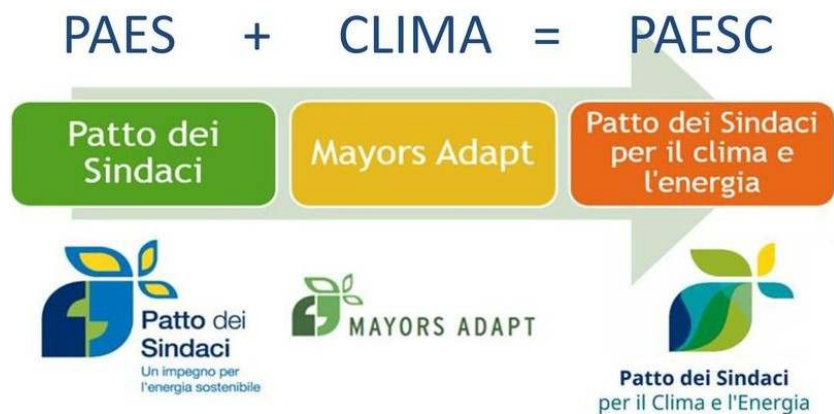 PAES + CLIMA = PAESC
Patto dei
Sindaci
Mayors Adapt
Patto dei Sindaci
per il clima e
l'energia
Patto dei
Sindaci
Un impegno per
l'energia sostenibile
MAYORS ADAPT
Patto dei Sindaci
per il Clima e l'Energia